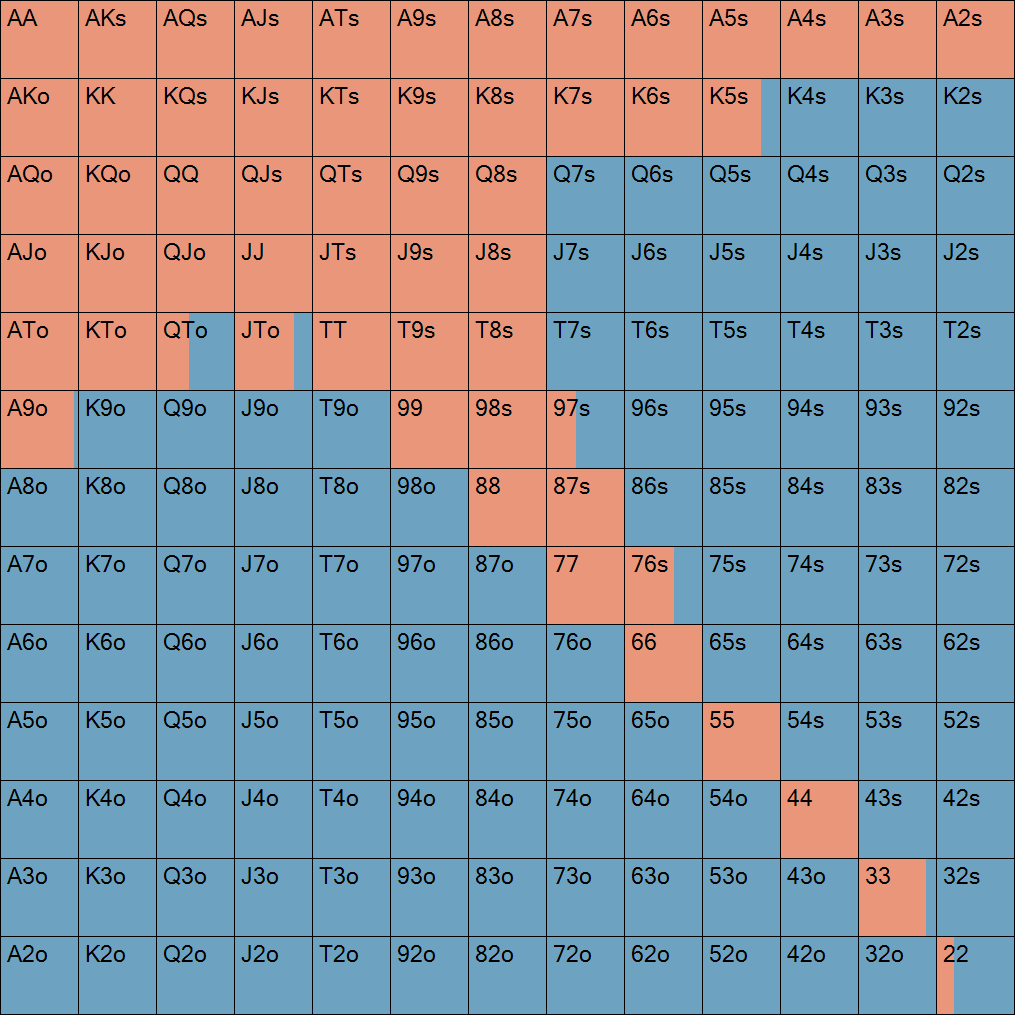 AA AKs AQs AJs ATs A9s A8s A7s A6s A5s A4s A3s A2s
AKo KK KQs KJs KTs K9s K8s K7s K6s K5s K4s K3s K2s
AQo KQo QQ QJs QTs Q9s Q8s Q7s Q6s Q5s Q4s Q3s Q2s
AJo KJo QJo JJ JTs J9s J8s J7s J6s J5s J4s J3s J2s
ATo KTo QTo JTo TT T9s T8s T7s T6s T5s T4s T3s T2s
A9o K9o Q9o J9o T9o 99 98s 97s 96s 95s 94s 93s 92s
A8o K8o Q8o J8o T8o 98o 88 87s 86s 85s 84s 83s 82s
A7o K7o Q7o J7o T7o 97o 87o 77 76s 75s 74s 73s 72s
A6o K6o Q6o J6o T6o 96o 86o 76o 66 65s 64s 63s 62s
A5o K5o Q5o J5o T5o 95o 85o 75o 65o 55 54s 53s 52s
A4o K4o Q4o J4o T4o 94o 84o 74o 64o 54o 44 43s 42s
A3o K3o Q3o J3o T3o 93o 83o 73o 63o 53o 43o 33 32s
A2o K2o Q2o J2o T2o 92o 82o 72o 62o 52o 42o 32o 22